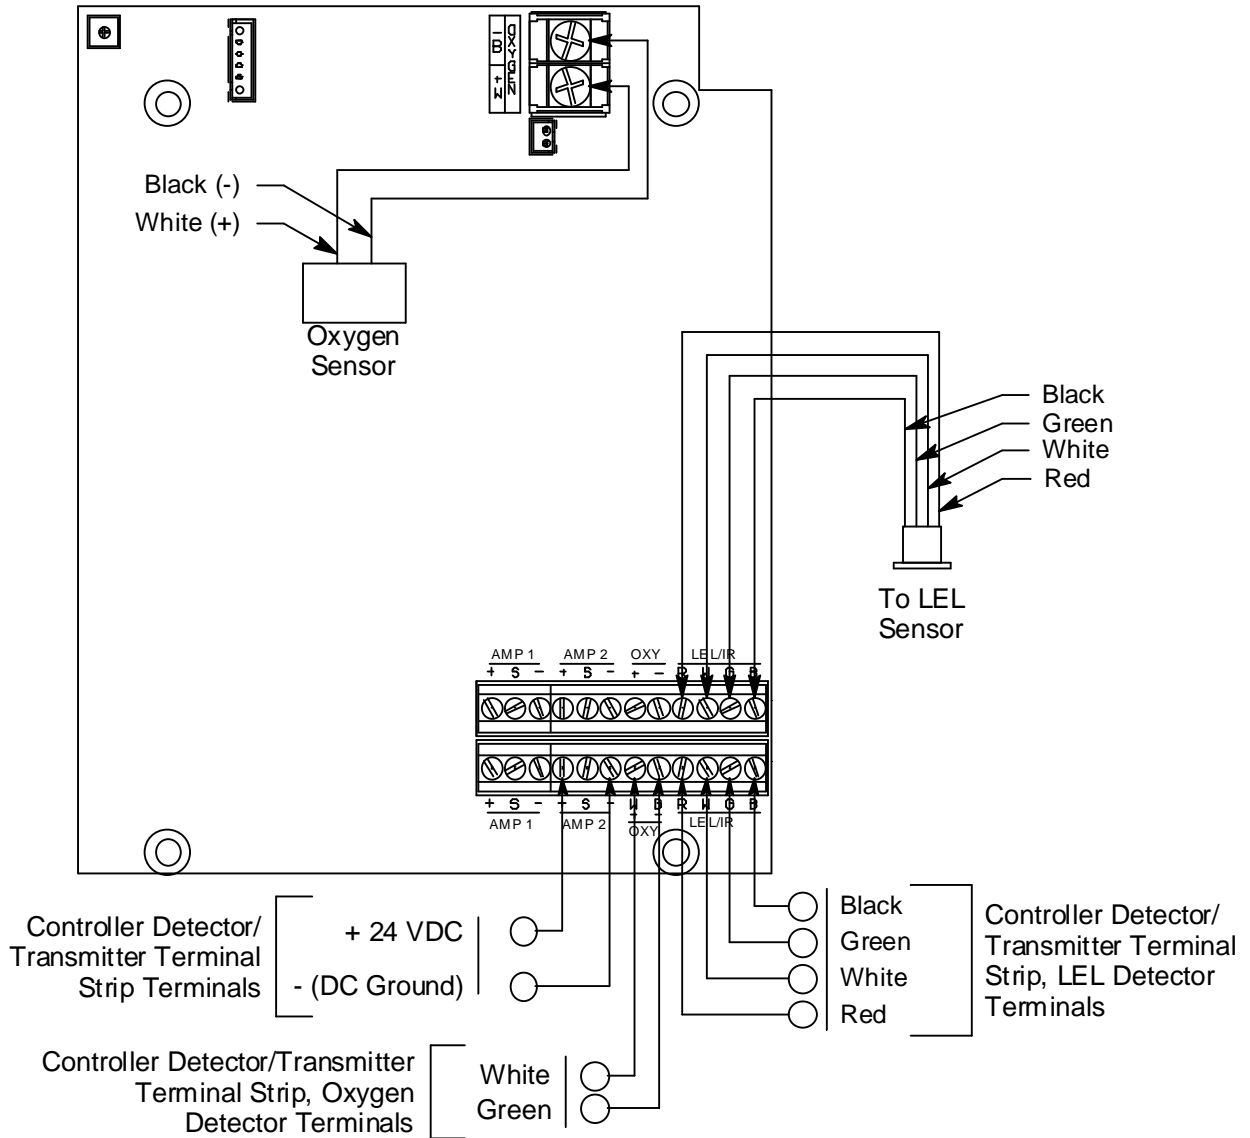 OXYGEN
-B +W
Black (-)
White (+)
Oxygen
Sensor
Black
Green
White
Red
To LEL
Sensor
AMP 1 AMP 2 OXY LEL/IR
+ S - + S - + - R W G B
+ S - + S - W B R W G B
AMP 1 AMP 2 OXY LEL/IR
Controller Detector/
Transmitter Terminal
Strip Terminals
+ 24 VDC
- (DC Ground)
Black
Green
White
Red
Controller Detector/
Transmitter Terminal
Strip, LEL Detector
Terminals
Controller Detector/Transmitter
Terminal Strip, Oxygen
Detector Terminals
White
Green